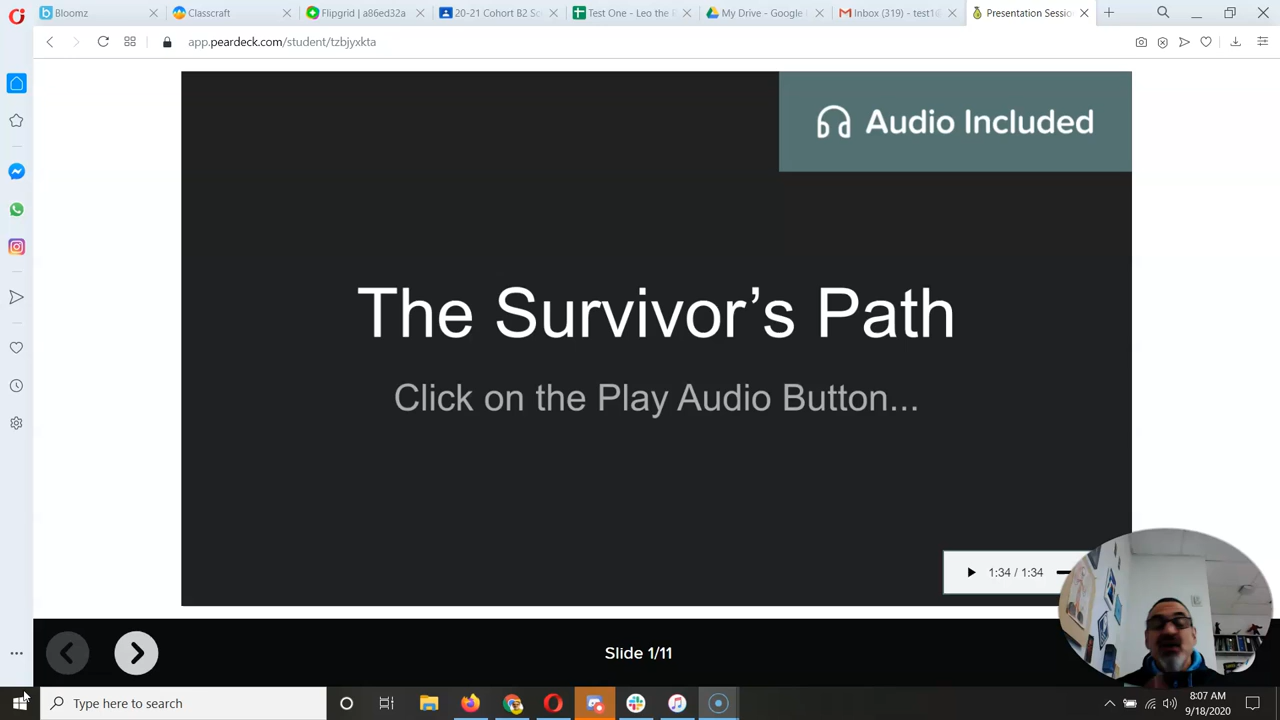 Bloomz
Classcraft
Flipgrid | a86ed32a
20-21 Cohort B2 Sc
Test One - Leo the
My Drive - Google
Inbox (319) - test1
Presentation Sessio
app.peardeck.com/student/tzbjyxkta
Audio Included
The Survivor's Path
Click on the Play Audio Button...
1:34 / 1:34
Slide 1/11
Type here to search
8:07 AM
9/18/2020